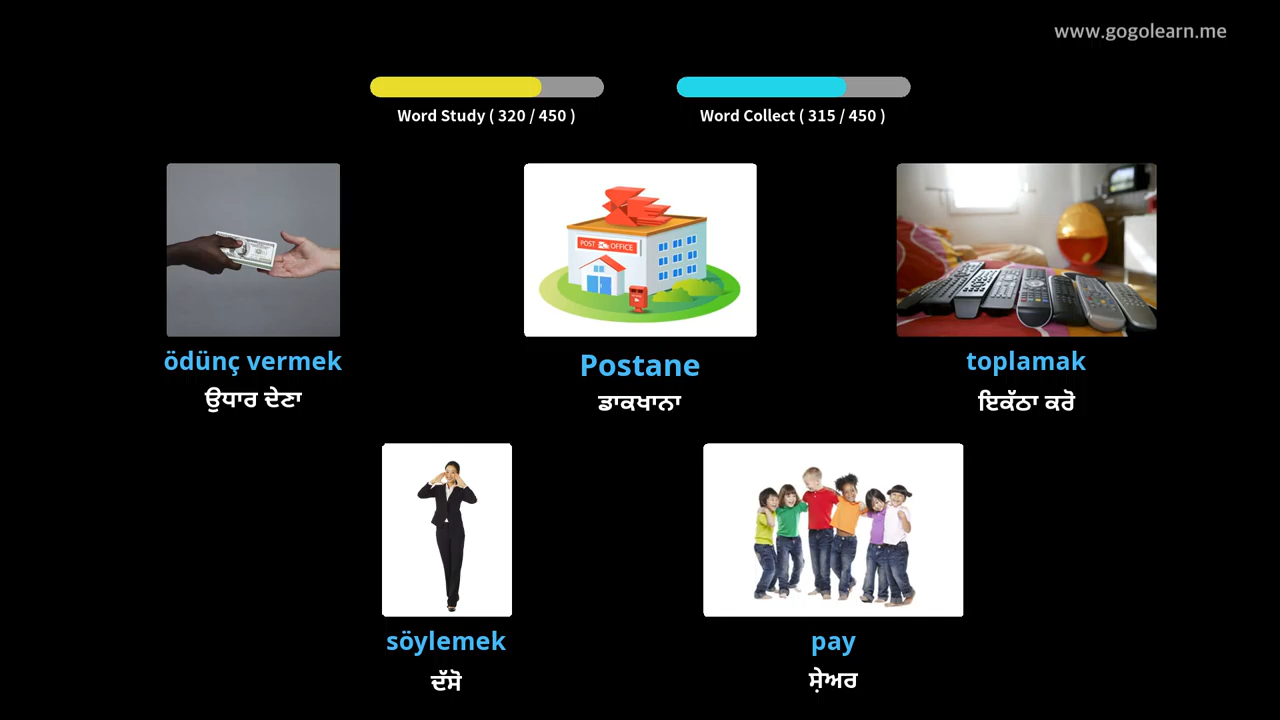 www.gogolearn.me
Word Study ( 320 / 450 )
Word Collect ( 315 / 450 )
POST OFFICE
ödünç vermek
ਉਧਾਰ ਦੇਣਾ
Postane
ਡਾਕਖਾਨਾ
toplamak
ਇਕੱਠਾ ਕਰੋ
söylemek
ਦੱਸੋ
pay
ਸ਼ੇਅਰ